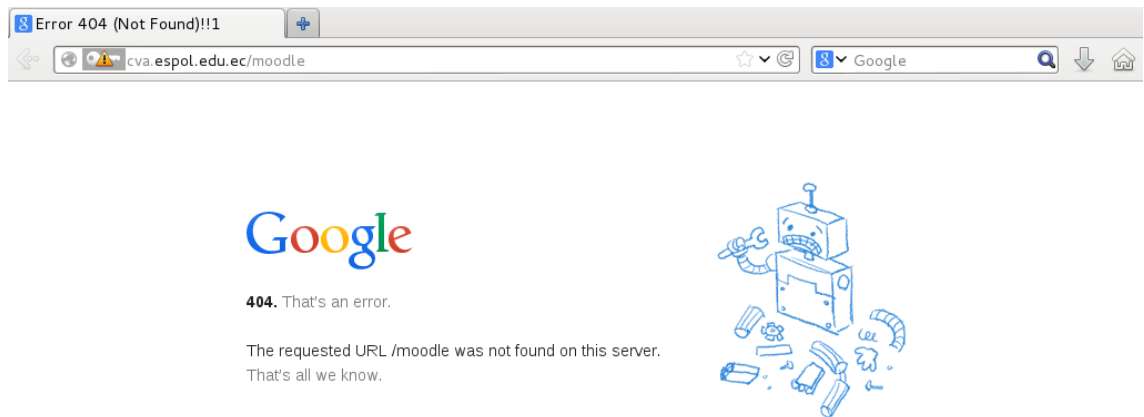 Error 404 (Not Found)!!1
cva.espol.edu.ec/moodle
Google
Google
404. That's an error.
The requested URL /moodle was not found on this server.
That's all we know.